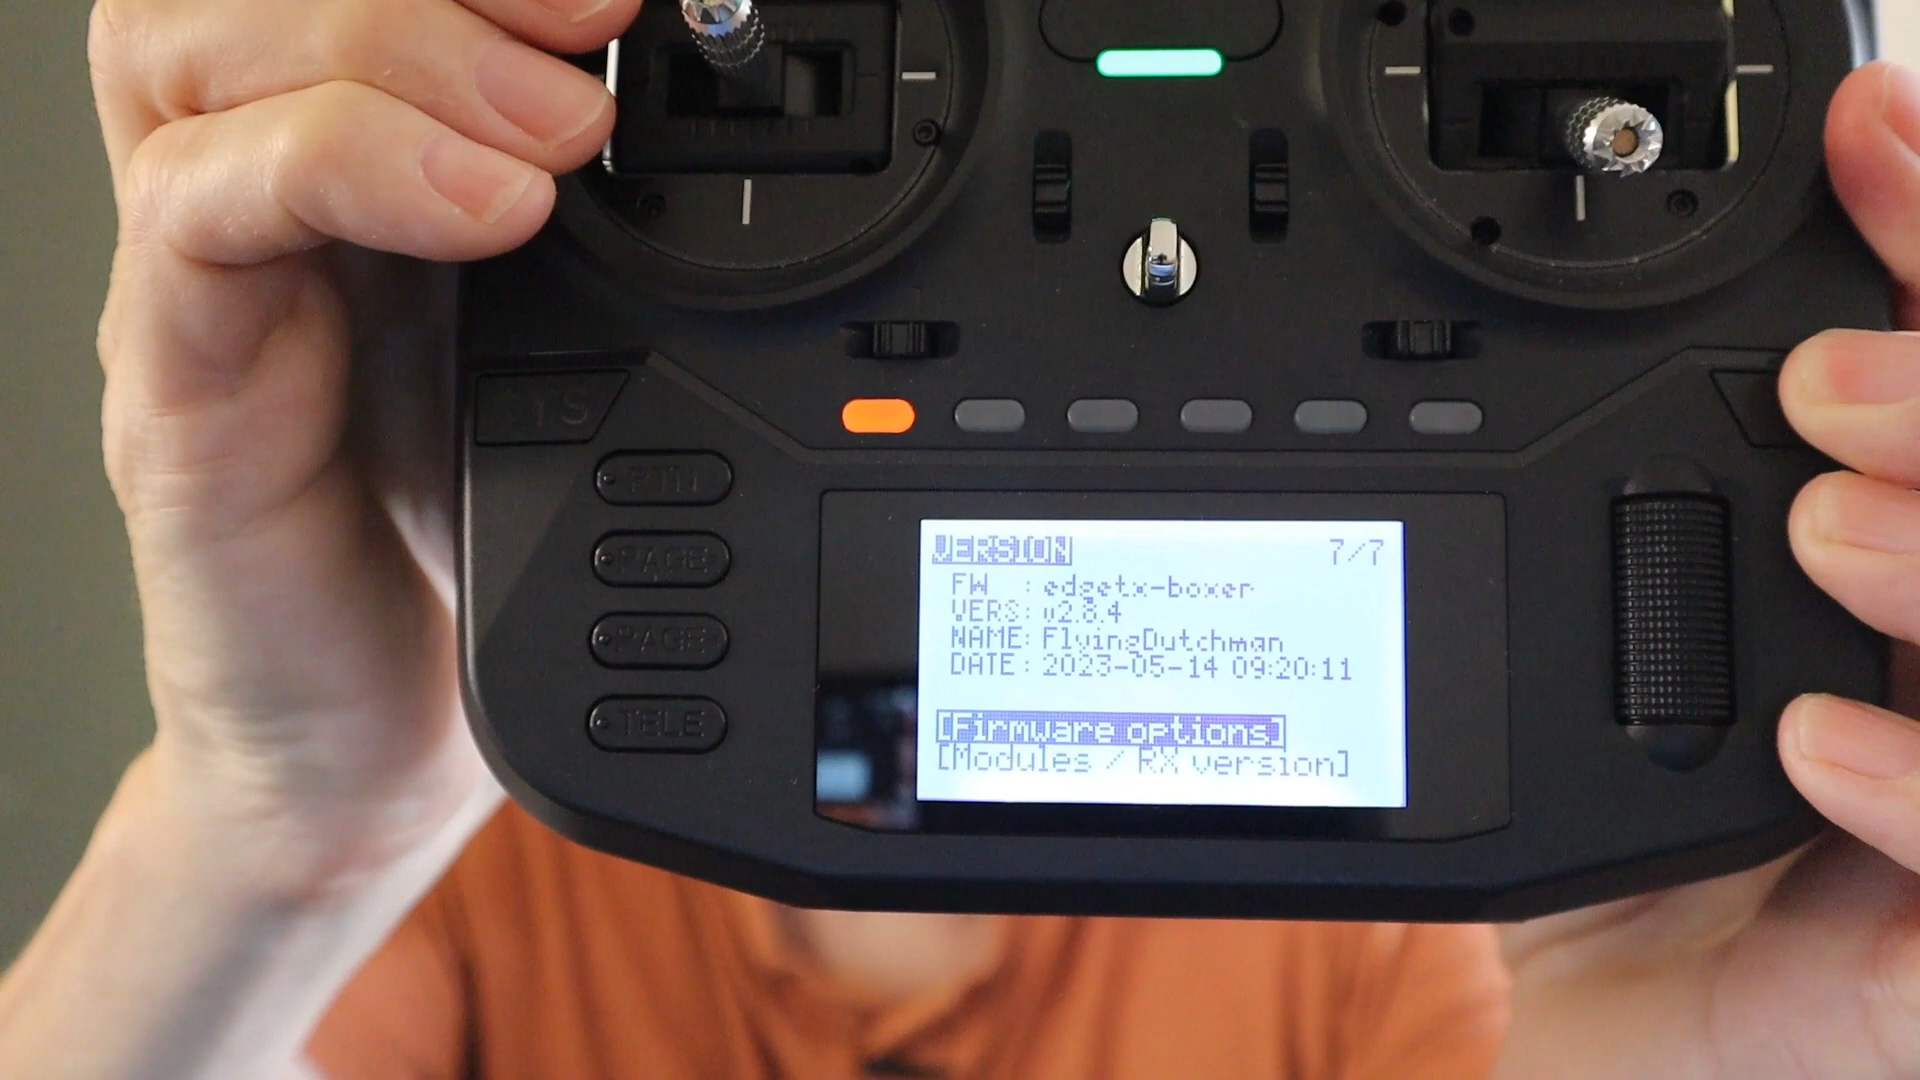 SYS
RTN
PAGE
PAGE
TELE
VERSION 7/7
FW : edgetx-boxer
VERS: v2.8.4
NAME: FlyingDutchman
DATE: 2023-05-14 09:20:11
[Firmware options]
[Modules / RX version]